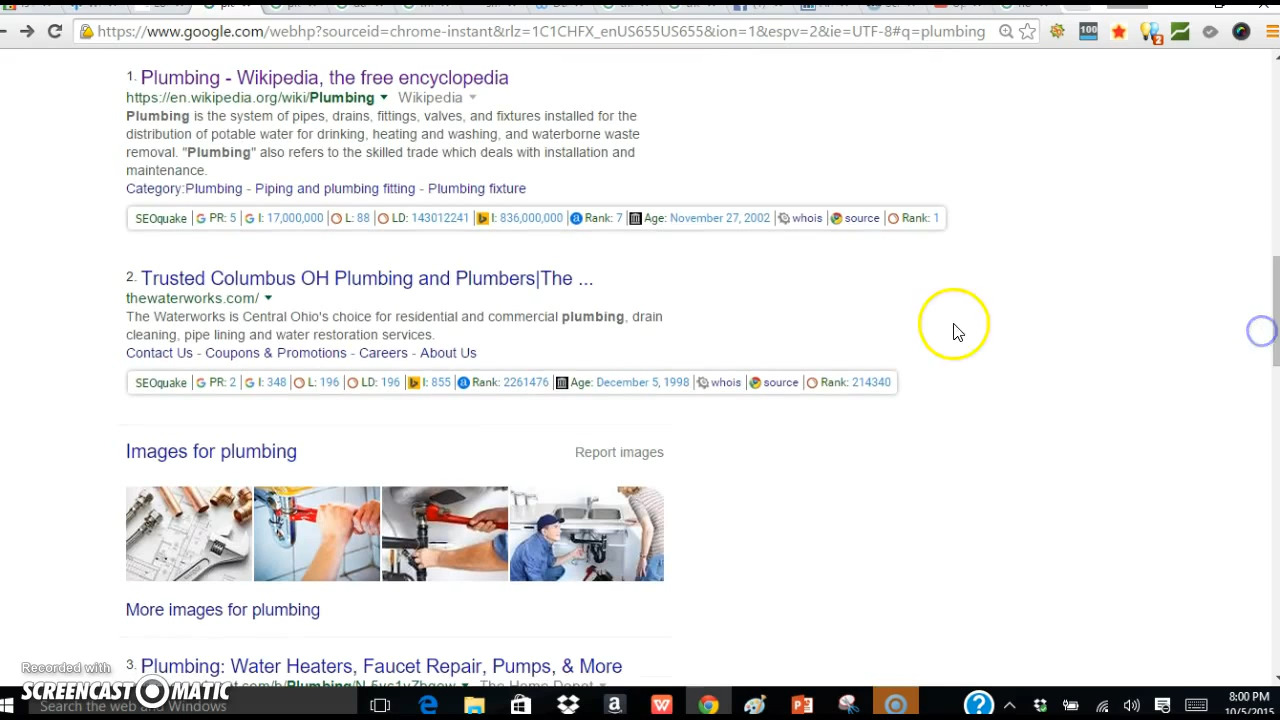 https://www.google.com/webhp?sourceid=chrome-instant&rlz=1C1CHFX_enUS655US655&ion=1&espv=2&ie=UTF-8#q=plumbing
100
2
1. Plumbing - Wikipedia, the free encyclopedia
https://en.wikipedia.org/wiki/Plumbing Wikipedia
Plumbing is the system of pipes, drains, fittings, valves, and fixtures installed for the
distribution of potable water for drinking, heating and washing, and waterborne waste
removal. "Plumbing" also refers to the skilled trade which deals with installation and
maintenance.
Category:Plumbing - Piping and plumbing fitting - Plumbing fixture
SEOquake PR: 5 I: 17,000,000 L: 88 LD: 143012241 I: 836,000,000 Rank: 7 Age: November 27, 2002 whois source Rank: 1
2. Trusted Columbus OH Plumbing and Plumbers|The ...
thewaterworks.com/
The Waterworks is Central Ohio's choice for residential and commercial plumbing, drain
cleaning, pipe lining and water restoration services.
Contact Us - Coupons & Promotions - Careers - About Us
SEOquake PR: 2 I: 348 L: 196 LD: 196 I: 855 Rank: 2261476 Age: December 5, 1998 whois source Rank: 214340
Images for plumbing Report images
More images for plumbing
3. Plumbing: Water Heaters, Faucet Repair, Pumps, & More
The Home Depot
Recorded with
SCREENCAST MATIC
Search the web and Windows
8:00 PM
10/5/2015